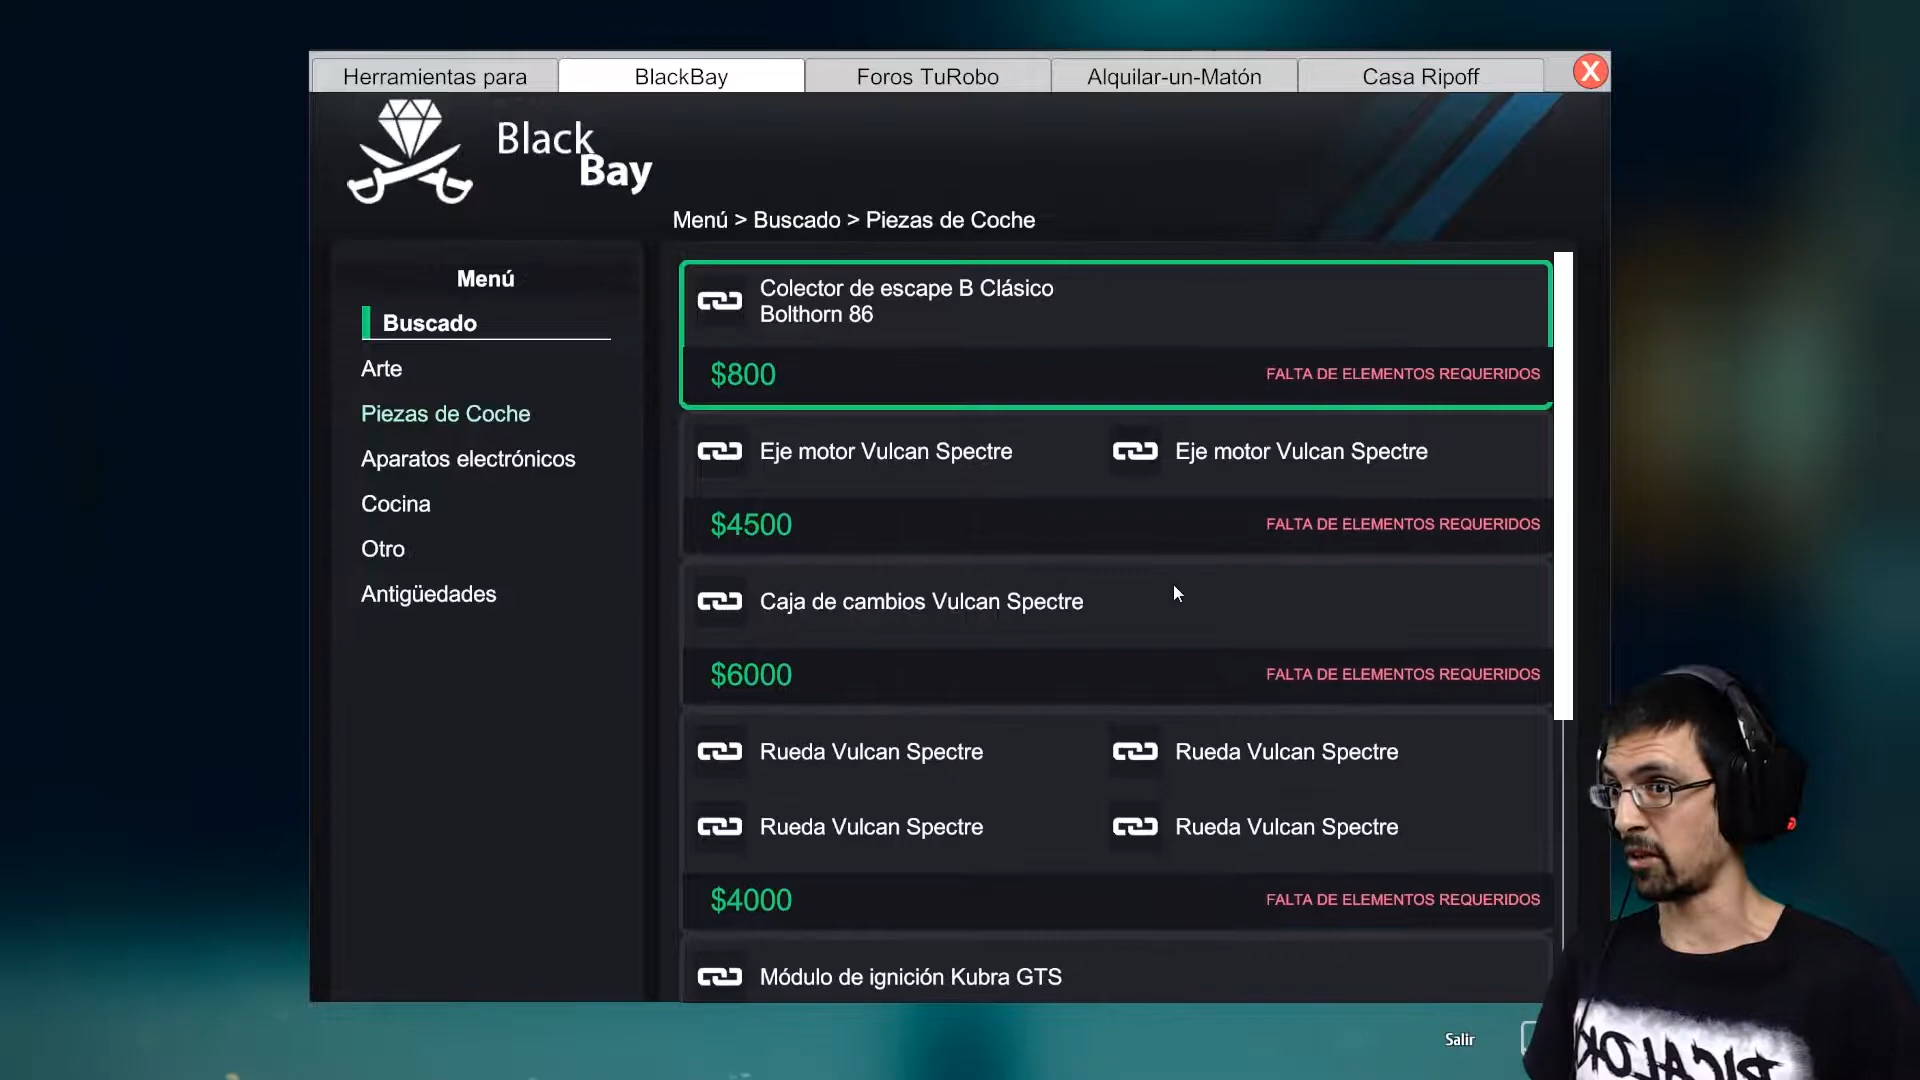 Herramientas para
BlackBay
Foros TuRobo
Alquilar-un-Matón
Casa Ripoff
X
Black
Bay
Menú > Buscado > Piezas de Coche
Menú
Buscado
Arte
Piezas de Coche
Aparatos electrónicos
Cocina
Otro
Antigüedades
Colector de escape B Clásico
Bolthorn 86
$800
FALTA DE ELEMENTOS REQUERIDOS
Eje motor Vulcan Spectre
Eje motor Vulcan Spectre
$4500
FALTA DE ELEMENTOS REQUERIDOS
Caja de cambios Vulcan Spectre
$6000
FALTA DE ELEMENTOS REQUERIDOS
Rueda Vulcan Spectre
Rueda Vulcan Spectre
Rueda Vulcan Spectre
Rueda Vulcan Spectre
$4000
FALTA DE ELEMENTOS REQUERIDOS
Módulo de ignición Kubra GTS
Salir